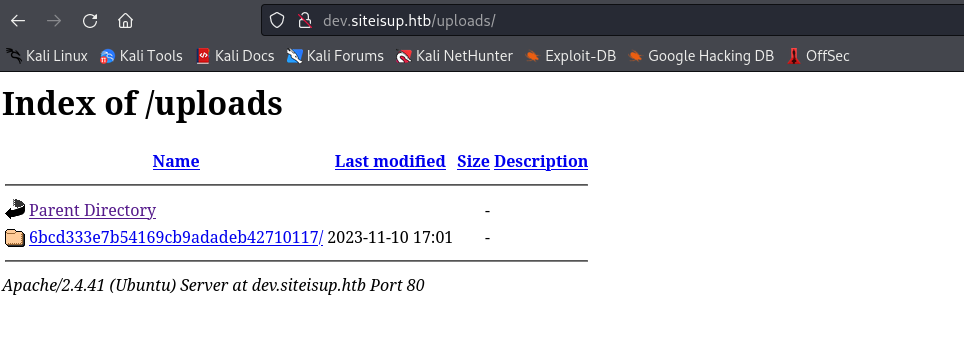 dev.siteisup.htb/uploads/
Kali Linux Kali Tools Kali Docs Kali Forums Kali NetHunter Exploit-DB Google Hacking DB OffSec
Index of /uploads
Name Last modified Size Description
Parent Directory -
6bcd333e7b54169cb9adadeb42710117/ 2023-11-10 17:01 -
Apache/2.4.41 (Ubuntu) Server at dev.siteisup.htb Port 80